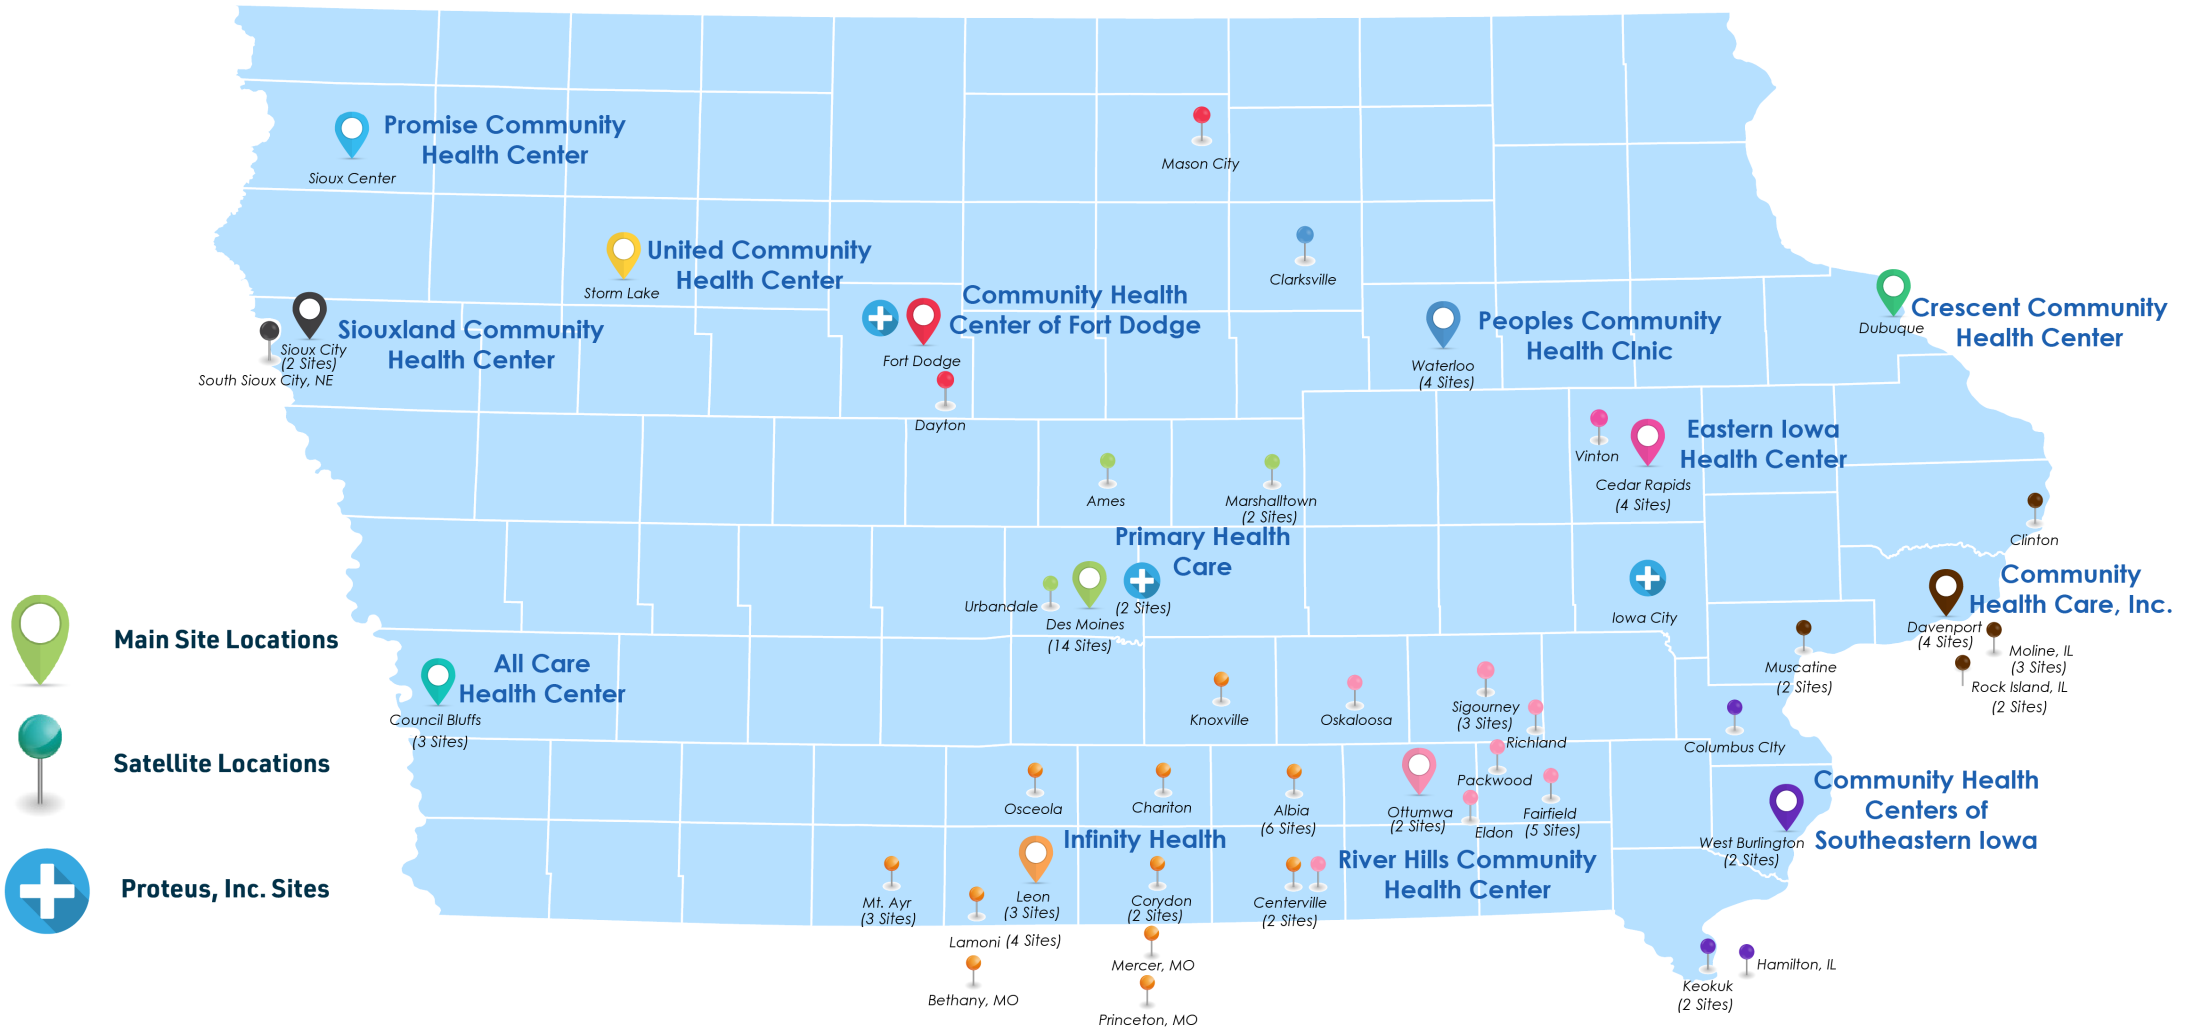 Promise Community
Health Center
Sioux Center
Mason City
United Community
Health Center
Storm Lake
Clarksville
Community Health
Center of Fort Dodge
Fort Dodge
Dayton
Siouxland Community
Health Center
Sioux City
(2 Sites)
South Sioux City, NE
Peoples Community
Health Clnic
Waterloo
(4 Sites)
Crescent Community
Health Center
Dubuque
Eastern Iowa
Health Center
Vinton
Cedar Rapids
(4 Sites)
Ames
Marshalltown
(2 Sites)
Primary Health
Care
Urbandale
(2 Sites)
Des Moines
(14 Sites)
Iowa City
Clinton
Community
Health Care, Inc.
Davenport
(4 Sites)
Moline, IL
(3 Sites)
Rock Island, IL
(2 Sites)
Muscatine
(2 Sites)
Main Site Locations
Satellite Locations
Proteus, Inc. Sites
All Care
Health Center
Council Bluffs
(3 Sites)
Knoxville
Oskaloosa
Sigourney
(3 Sites)
Richland
Packwood
Columbus CIty
Osceola
Chariton
Albia
(6 Sites)
Ottumwa
(2 Sites)
Eldon
Fairfield
(5 Sites)
Community Health
Centers of
Southeastern Iowa
West Burlington
(2 Sites)
Infinity Health
River Hills Community
Health Center
Mt. Ayr
(3 Sites)
Leon
(3 Sites)
Corydon
(2 Sites)
Centerville
(2 Sites)
Lamoni (4 Sites)
Mercer, MO
Bethany, MO
Princeton, MO
Keokuk
(2 Sites)
Hamilton, IL